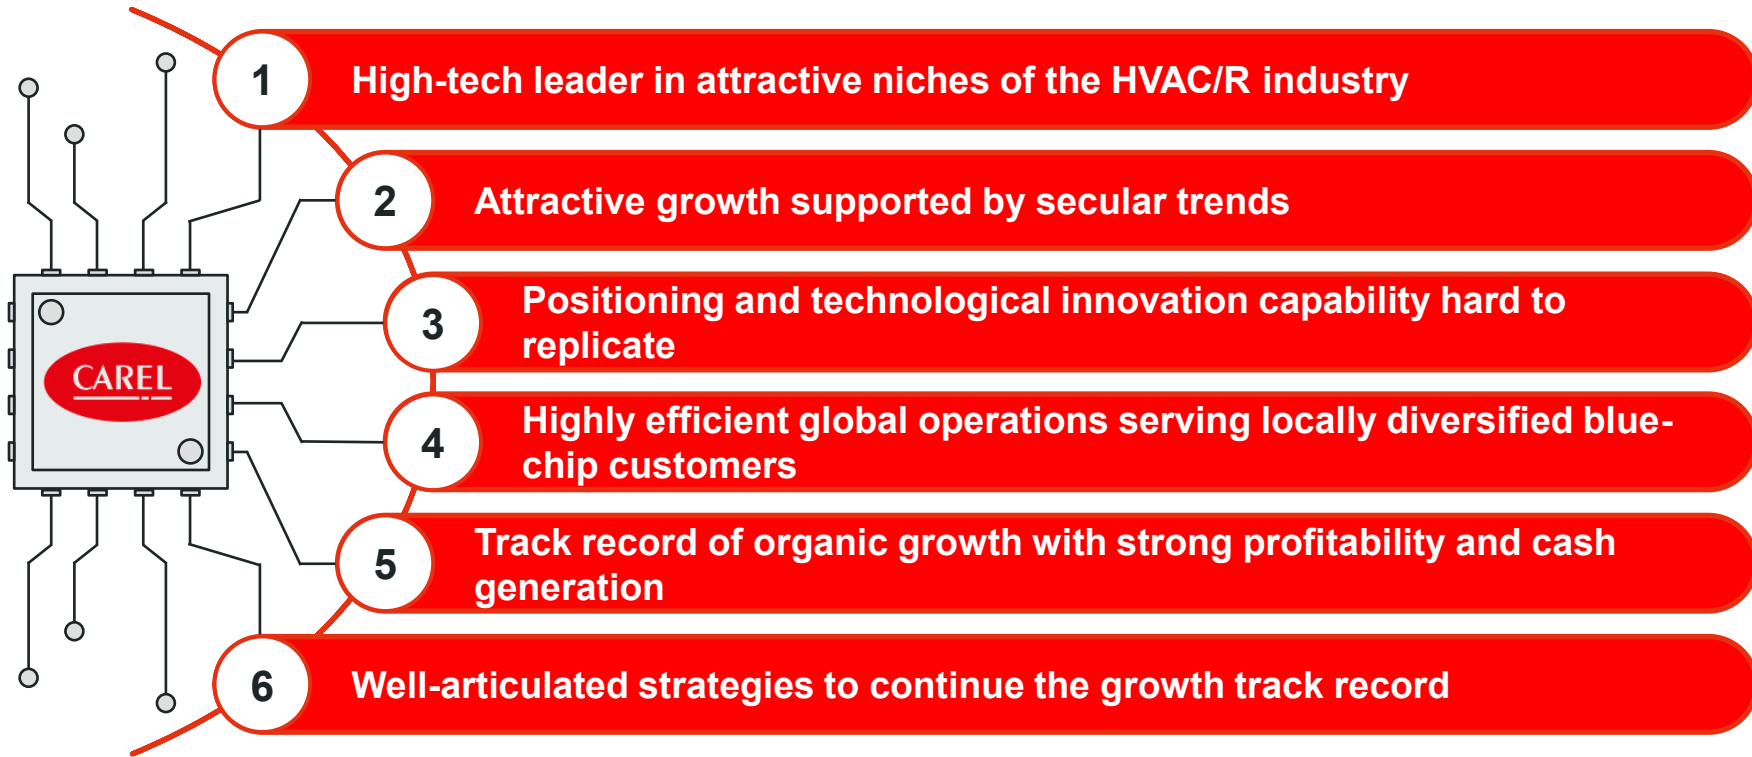 1
High-tech leader in attractive niches of the HVAC/R industry
2
Attractive growth supported by secular trends
3
Positioning and technological innovation capability hard to
replicate
CAREL
4
Highly efficient global operations serving locally diversified blue-
chip customers
5
Track record of organic growth with strong profitability and cash
generation
6
Well-articulated strategies to continue the growth track record